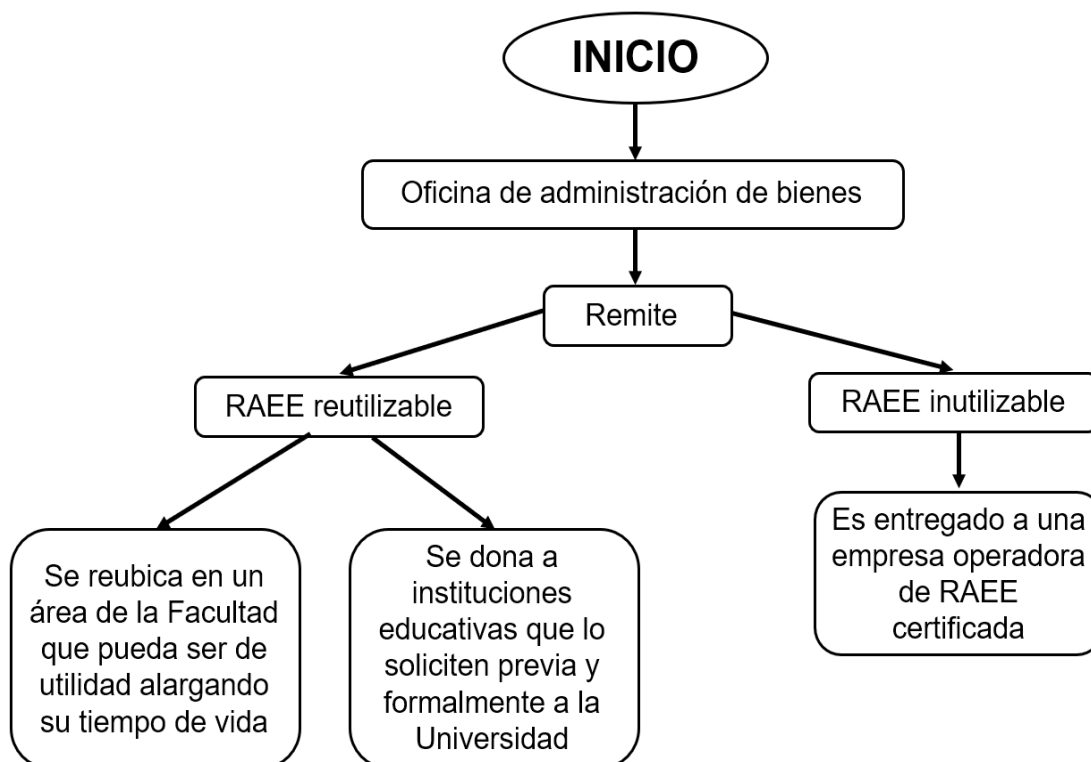 INICIO
Oficina de administración de bienes
Remite
RAEE reutilizable
RAEE inutilizable
Se reubica en un
área de la Facultad
que pueda ser de
utilidad alargando
su tiempo de vida
Se dona a
instituciones
educativas que lo
soliciten previa y
formalmente a la
Universidad
Es entregado a una
empresa operadora
de RAEE
certificada